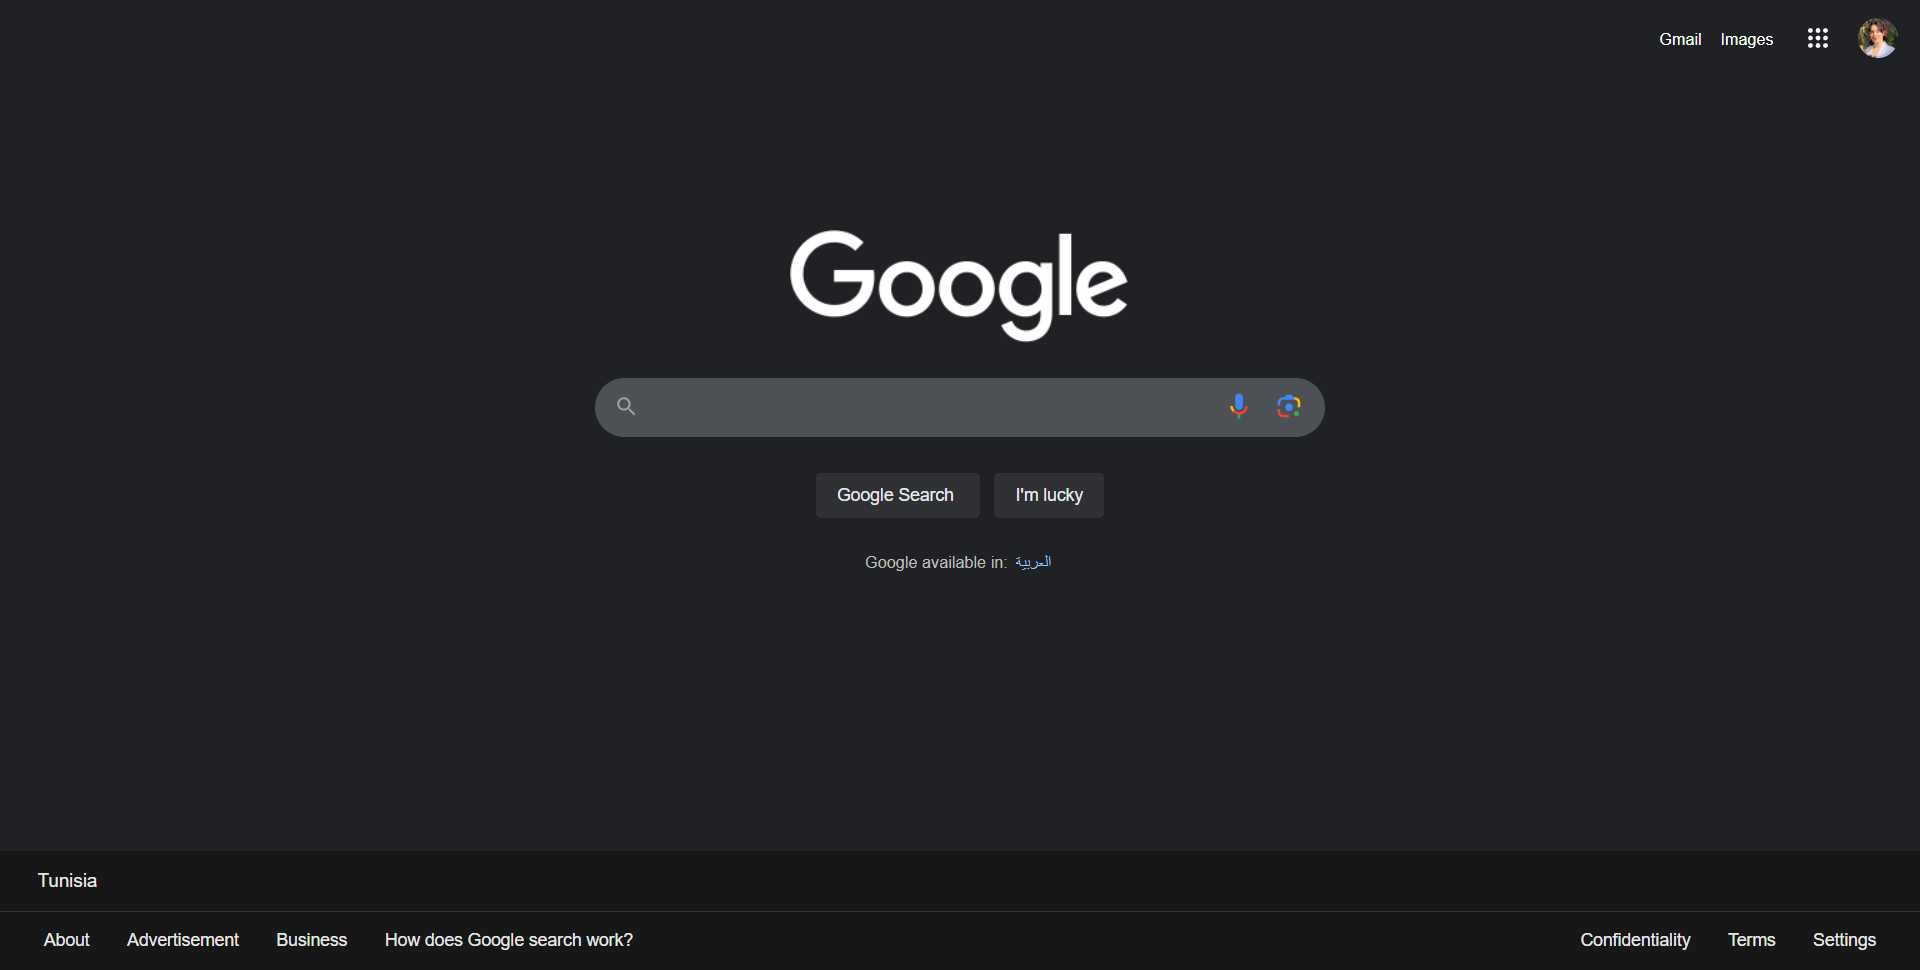 Gmail Images
Google
Google Search I'm lucky
Google available in: العربية
Tunisia
About Advertisement Business How does Google search work? Confidentiality Terms Settings